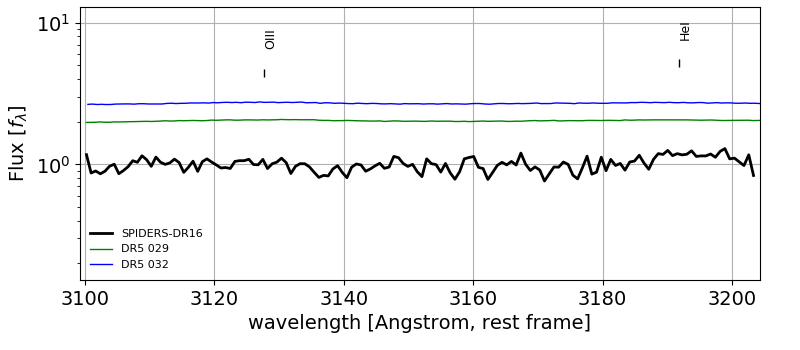 10¹
OIII
HeI
Flux [fλ]
10⁰
SPIDERS-DR16
DR5 029
DR5 032
3100 3120 3140 3160 3180 3200
wavelength [Angstrom, rest frame]